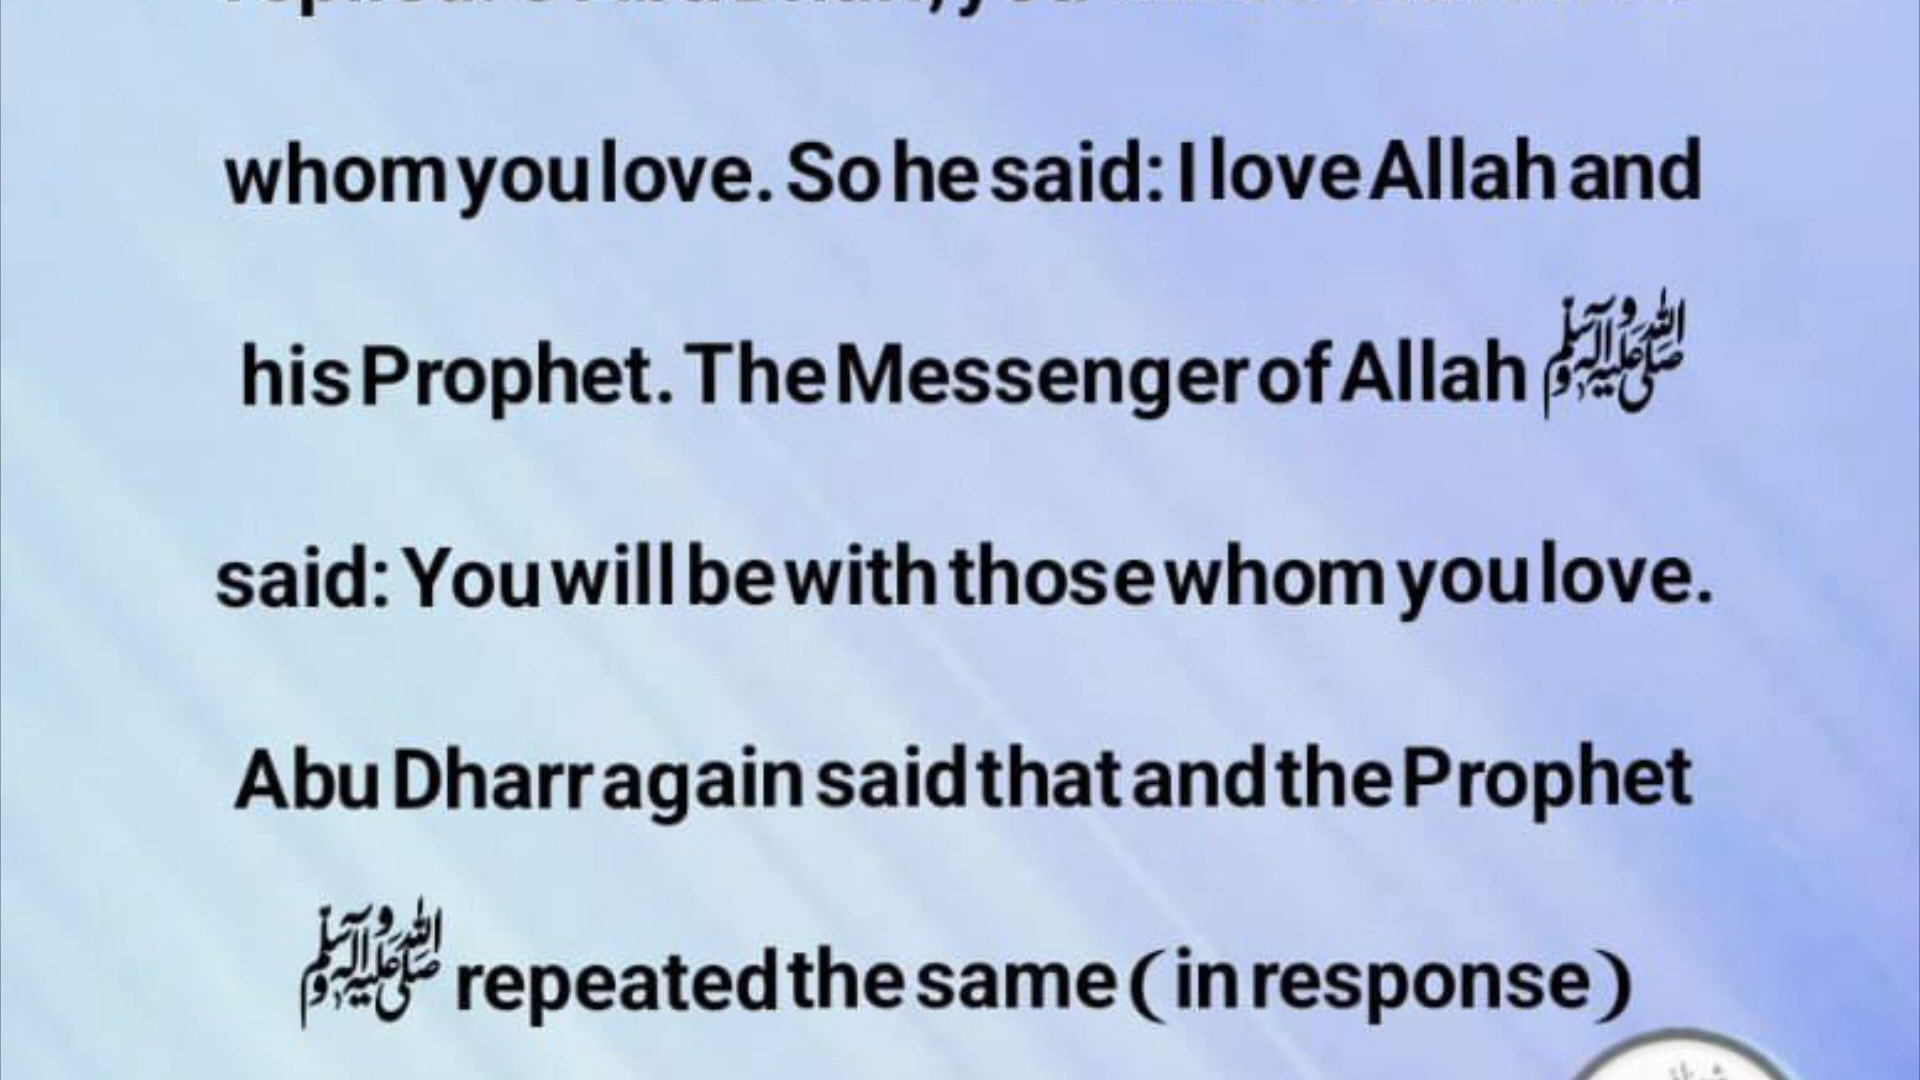 whom you love. So he said: I love Allah and
his Prophet. The Messenger of Allah صلى الله عليه وآله وسلم
said: You will be with those whom you love.
Abu Dharr again said that and the Prophet
صلى الله عليه وآله وسلم repeated the same ( in response )